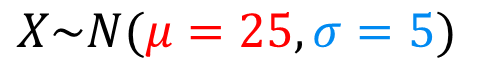 X~N(μ = 25, σ = 5)